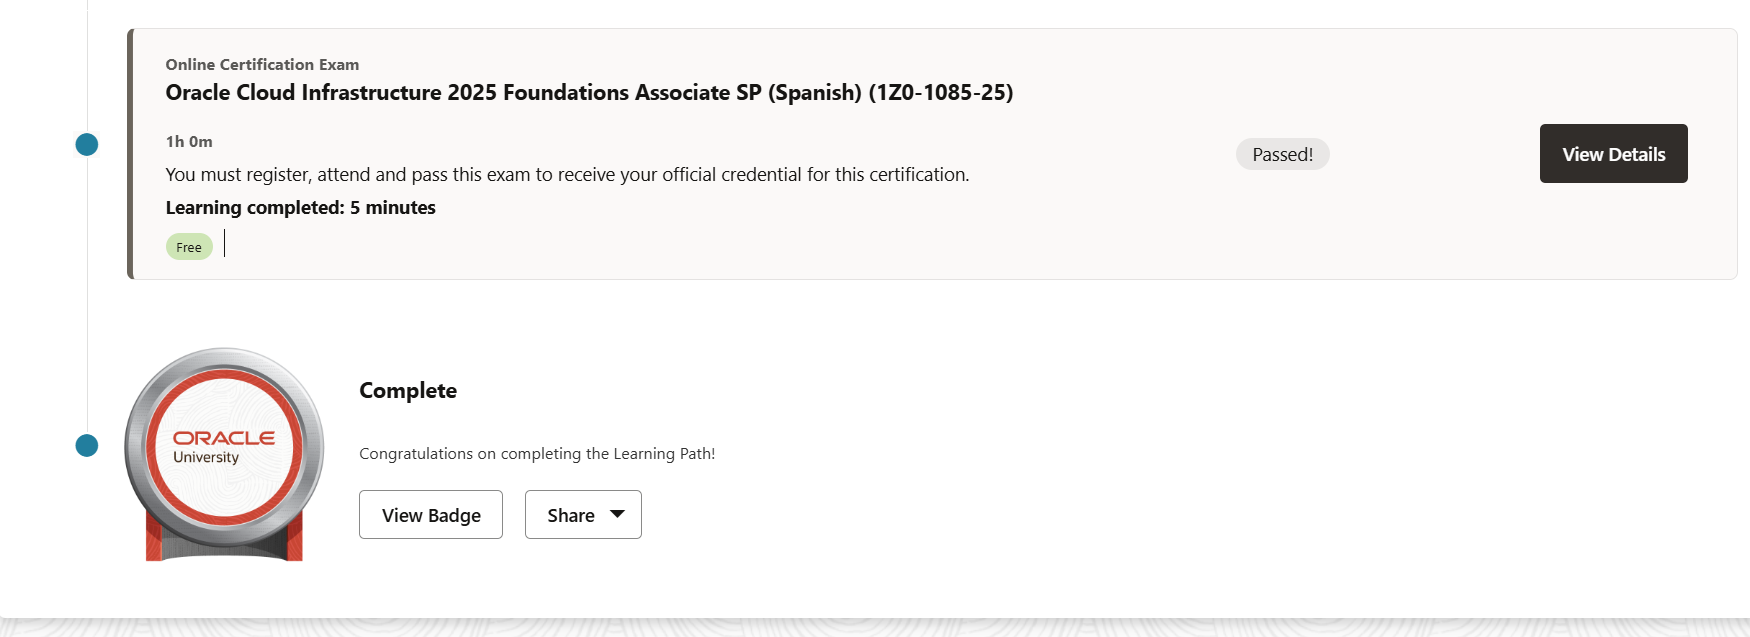 Online Certification Exam
Oracle Cloud Infrastructure 2025 Foundations Associate SP (Spanish) (1Z0-1085-25)
1h 0m
You must register, attend and pass this exam to receive your official credential for this certification.
Learning completed: 5 minutes
Free
Passed!
View Details
ORACLE
University
Complete
Congratulations on completing the Learning Path!
View Badge
Share